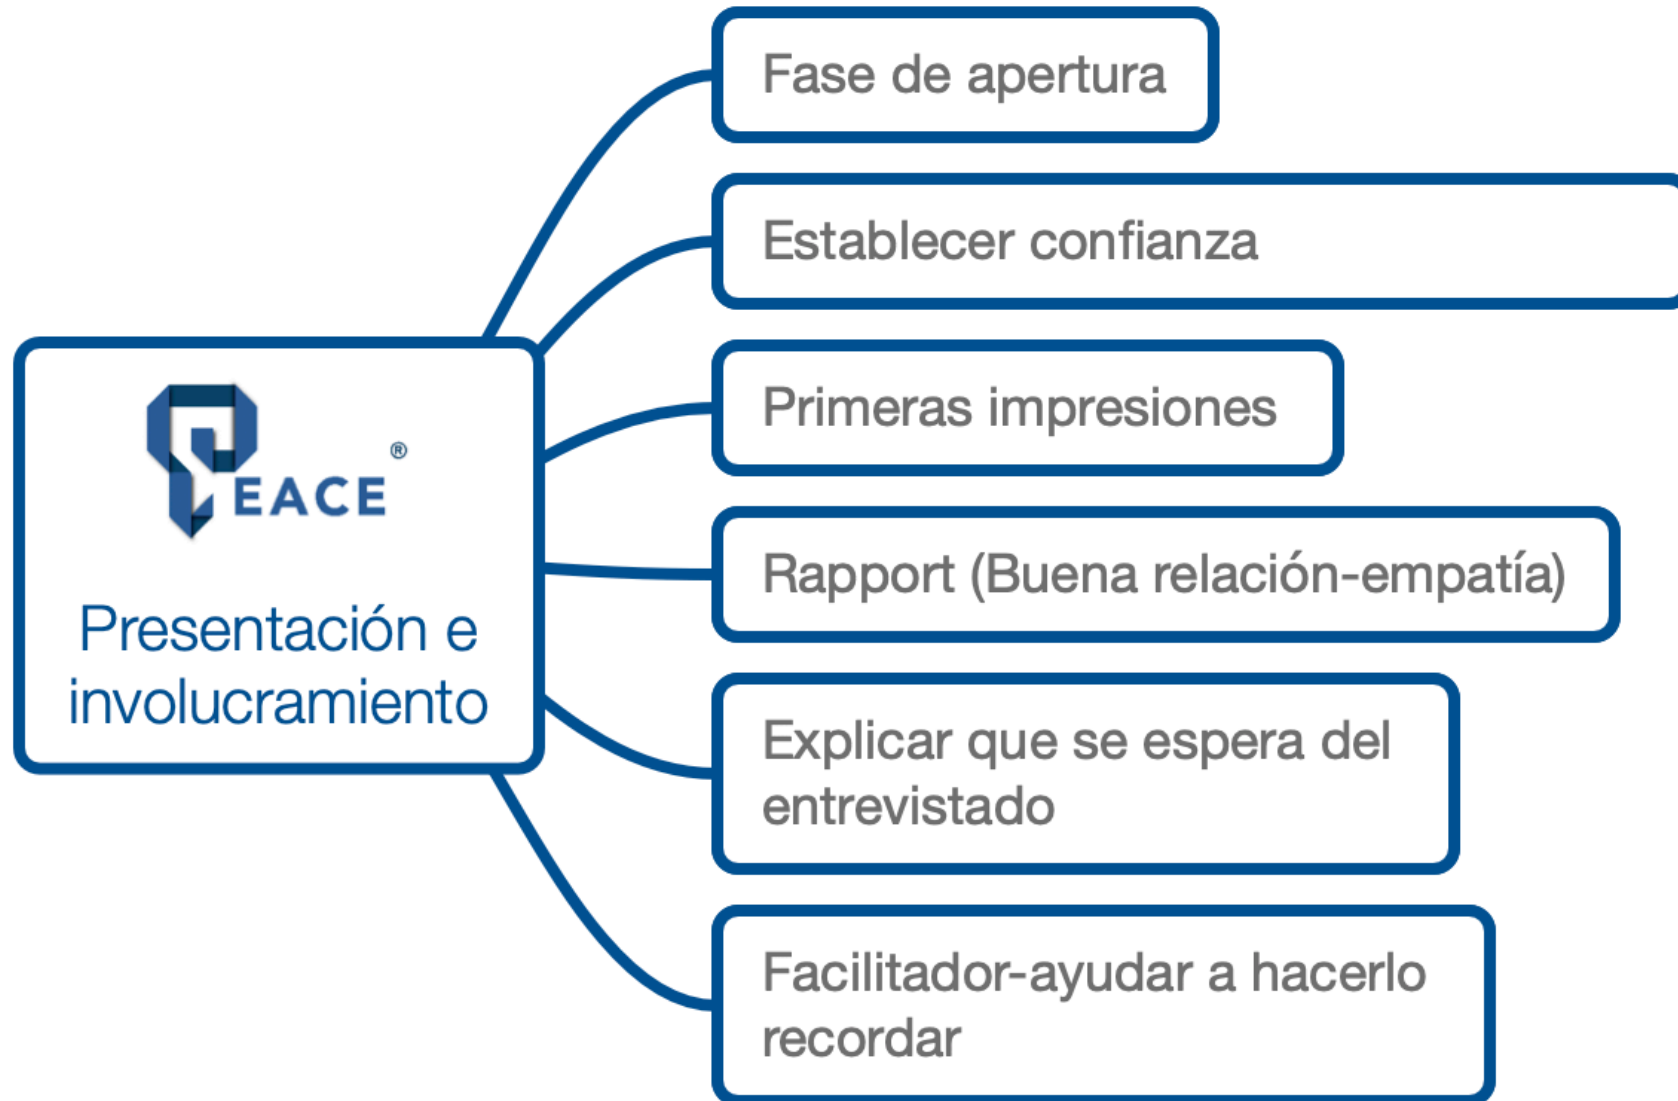 PEACE®
Presentación e
involucramiento
Fase de apertura
Establecer confianza
Primeras impresiones
Rapport (Buena relación-empatía)
Explicar que se espera del
entrevistado
Facilitador-ayudar a hacerlo
recordar